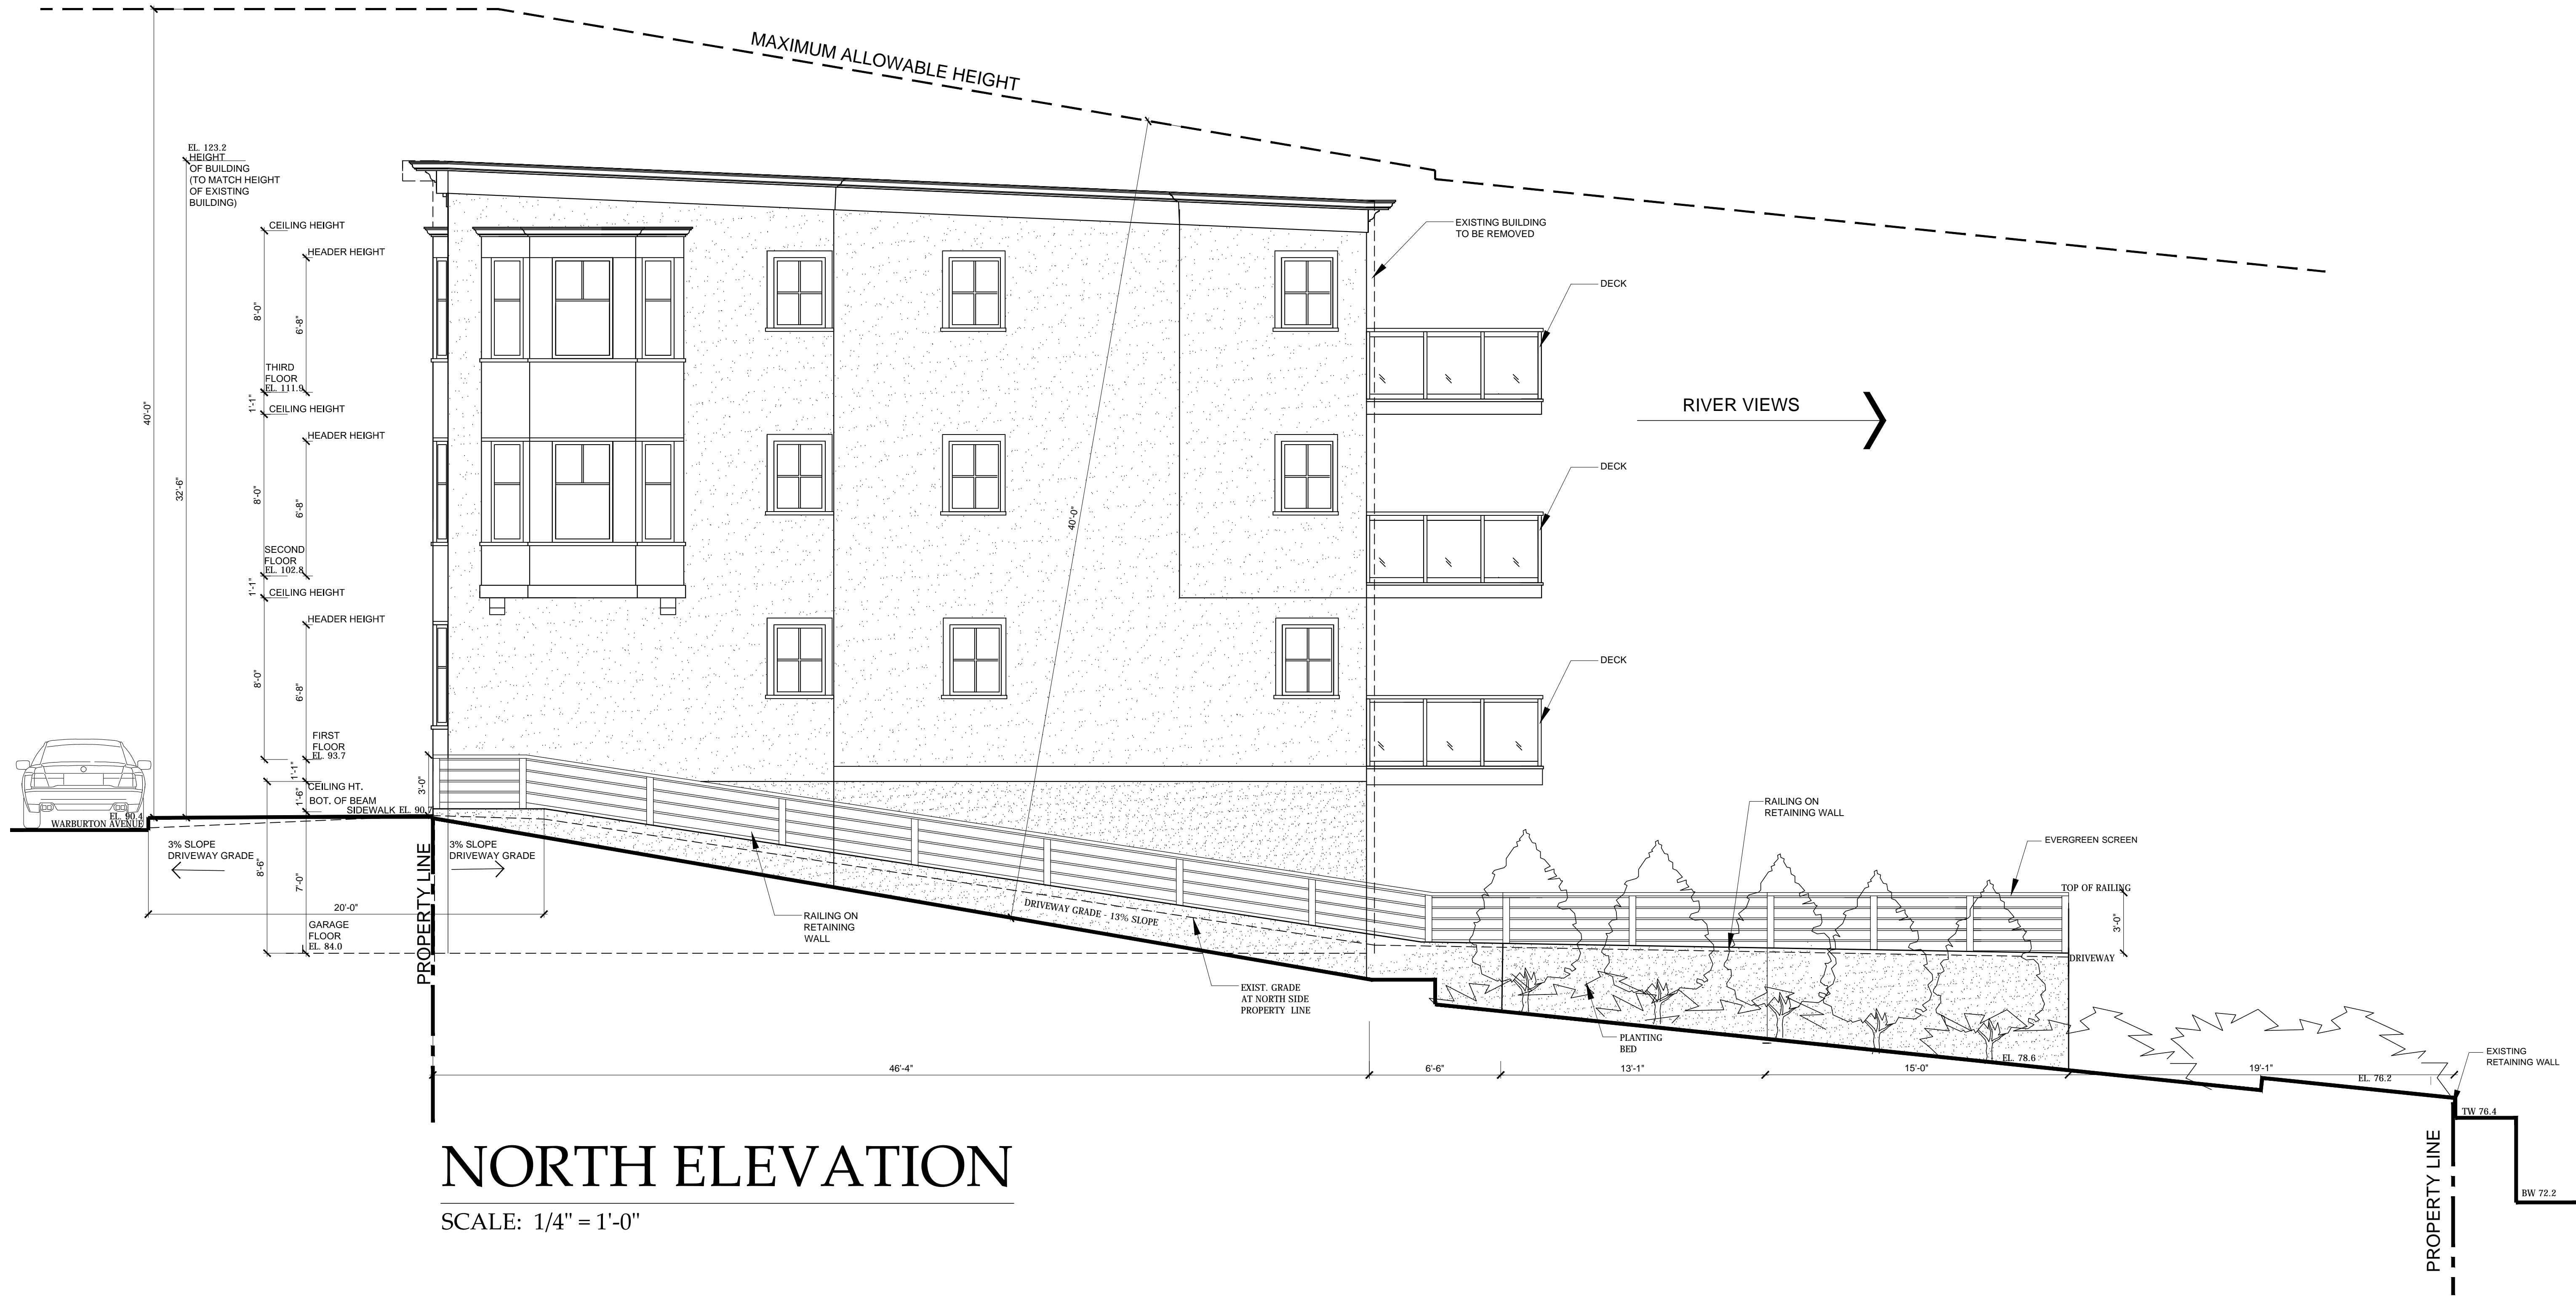 MAXIMUM ALLOWABLE HEIGHT
EL. 123.2
HEIGHT
OF BUILDING
(TO MATCH HEIGHT
OF EXISTING
BUILDING)
CEILING HEIGHT
HEADER HEIGHT
8'-0"
6'-8"
THIRD
FLOOR
EL. 111.9
1'-1"
CEILING HEIGHT
HEADER HEIGHT
40'-0"
32'-6"
8'-0"
6'-8"
SECOND
FLOOR
EL. 102.8
1'-1"
CEILING HEIGHT
HEADER HEIGHT
8'-0"
6'-8"
FIRST
FLOOR
EL. 93.7
1'-1"
CEILING HT.
1'-6"
BOT. OF BEAM
SIDEWALK EL. 90.7
3'-0"
EL. 90.4
WARBURTON AVENUE
3% SLOPE
DRIVEWAY GRADE
3% SLOPE
DRIVEWAY GRADE
8'-6"
7'-0"
20'-0"
GARAGE
FLOOR
EL. 84.0
PROPERTY LINE
40'-0"
EXISTING BUILDING
TO BE REMOVED
DECK
RIVER VIEWS
DECK
DECK
RAILING ON
RETAINING
WALL
DRIVEWAY GRADE - 13% SLOPE
EXIST. GRADE
AT NORTH SIDE
PROPERTY LINE
RAILING ON
RETAINING WALL
EVERGREEN SCREEN
TOP OF RAILING
3'-0"
DRIVEWAY
PLANTING
BED
EL. 78.6
EL. 76.2
EXISTING
RETAINING WALL
46'-4"
6'-6"
13'-1"
15'-0"
19'-1"
TW 76.4
BW 72.2
PROPERTY LINE
NORTH ELEVATION
SCALE: 1/4" = 1'-0"